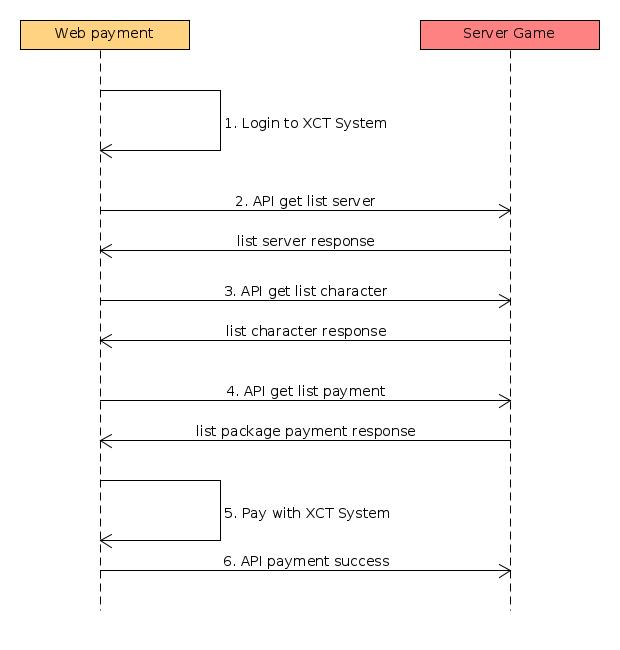 Web payment
Server Game
1. Login to XCT System
2. API get list server
list server response
3. API get list character
list character response
4. API get list payment
list package payment response
5. Pay with XCT System
6. API payment success